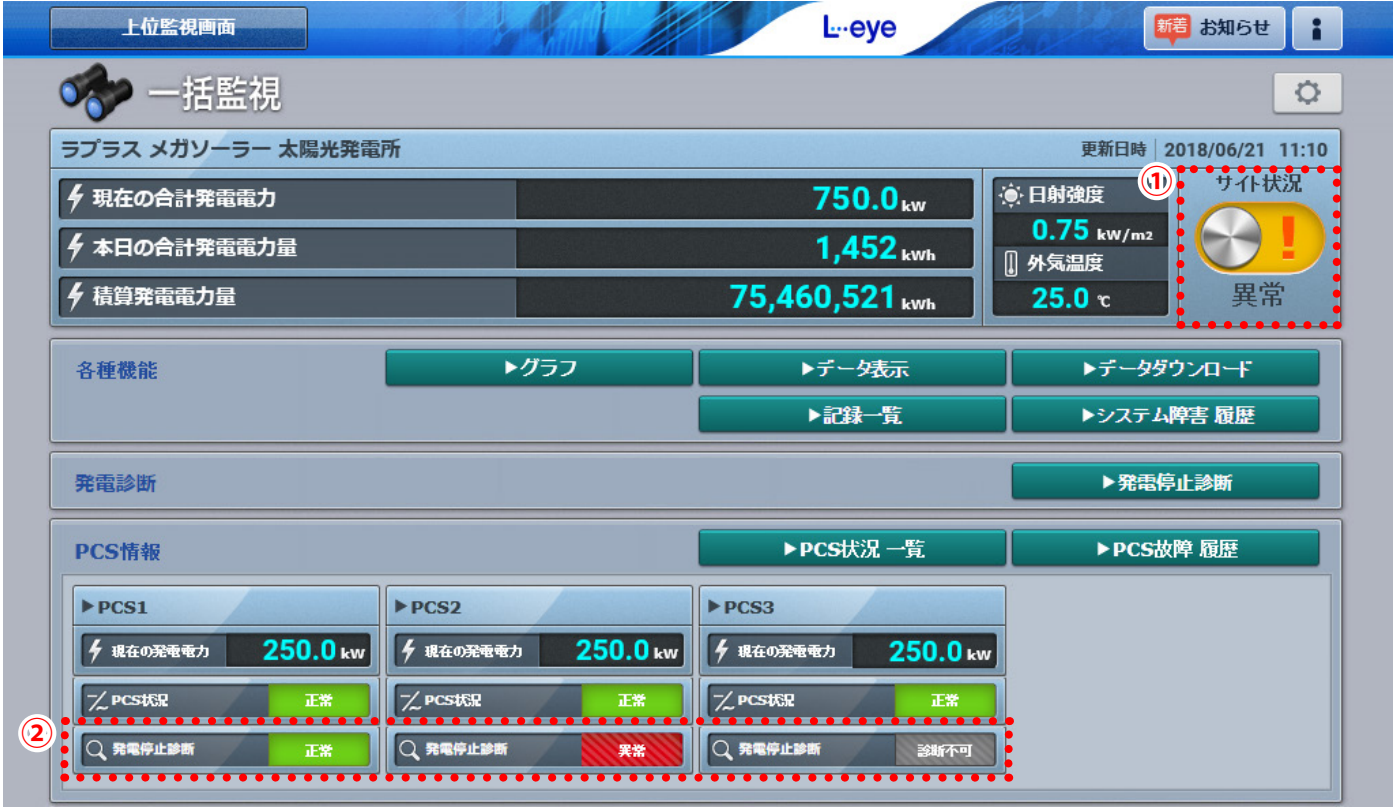 上位監視画面
L・eye
新着 お知らせ
一括監視
ラプラス メガソーラー 太陽光発電所
更新日時 2018/06/21 11:10
現在の合計発電電力 750.0 kW
本日の合計発電電力量 1,452 kWh
積算発電電力量 75,460,521 kWh
日射強度
0.75 kW/m2
外気温度
25.0 ℃
①
サイト状況
!
異常
各種機能
▶グラフ
▶データ表示
▶データダウンロード
▶記録一覧
▶システム障害 履歴
発電診断
▶発電停止診断
PCS情報
▶PCS状況 一覧
▶PCS故障 履歴
▶PCS1
現在の発電電力 250.0 kW
PCS状況 正常
発電停止診断 正常
▶PCS2
現在の発電電力 250.0 kW
PCS状況 正常
発電停止診断 異常
▶PCS3
現在の発電電力 250.0 kW
PCS状況 正常
発電停止診断 診断不可
②